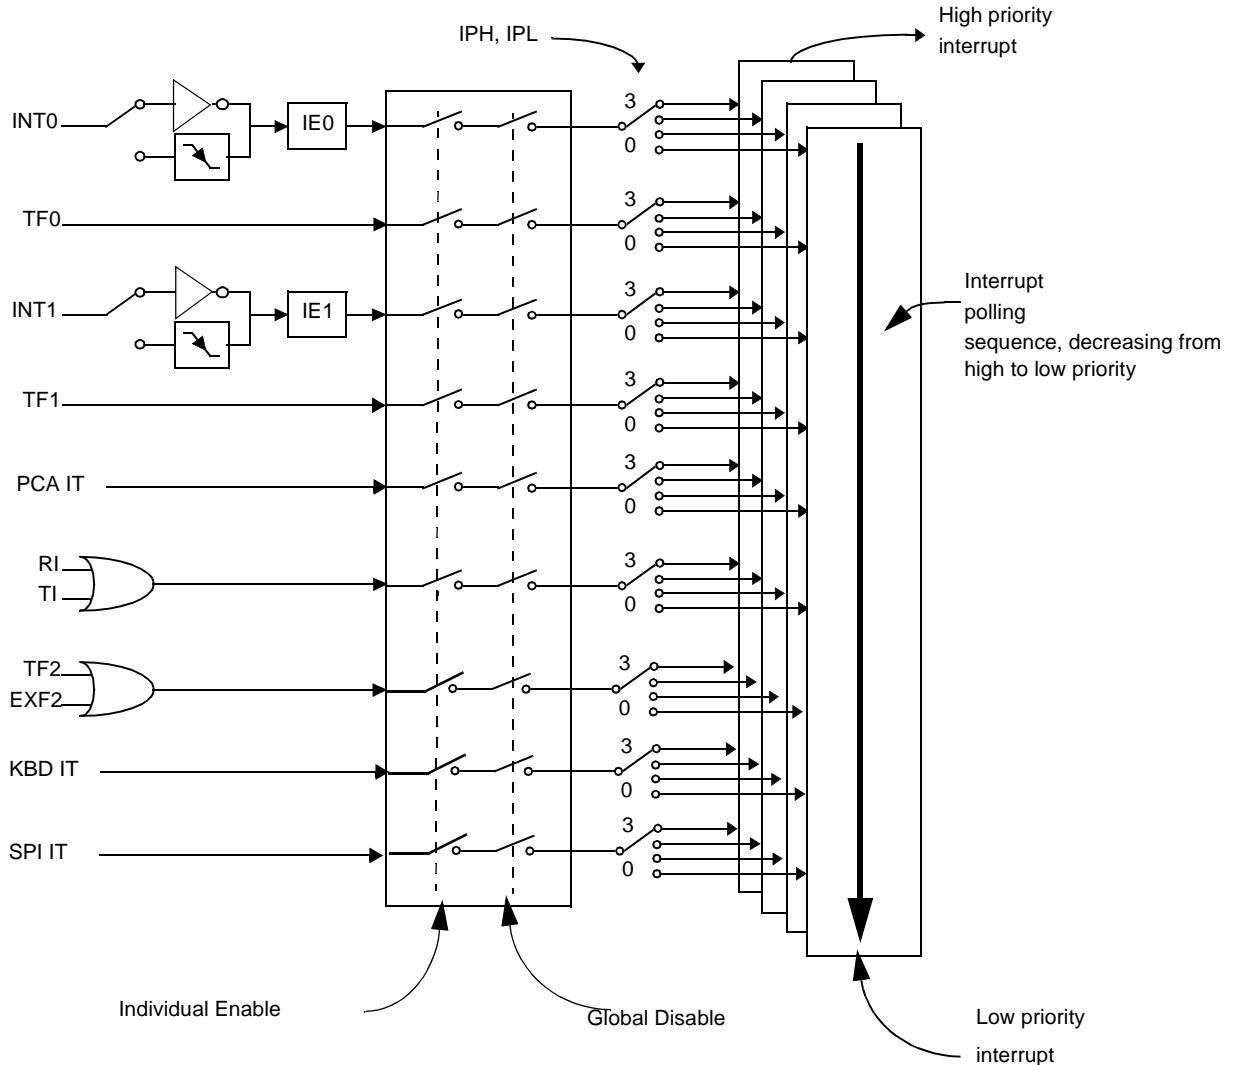 High priority
interrupt
IPH, IPL
INT0
IE0
3
0
TF0
3
0
INT1
IE1
3
0
Interrupt
polling
sequence, decreasing from
high to low priority
TF1
3
0
PCA IT
3
0
RI
TI
3
0
TF2
EXF2
3
0
KBD IT
3
0
SPI IT
3
0
Individual Enable
Global Disable
Low priority
interrupt